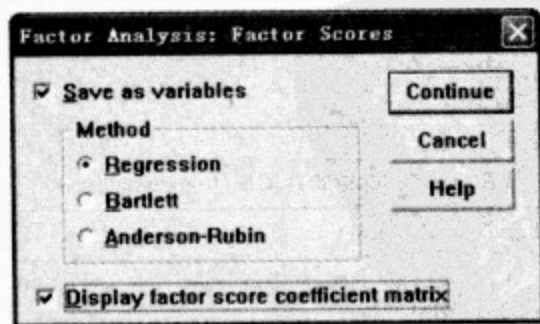 Factor Analysis: Factor Scores
Save as variables
Continue
Method
Cancel
Regression
Help
Bartlett
Anderson-Rubin
Display factor score coefficient matrix